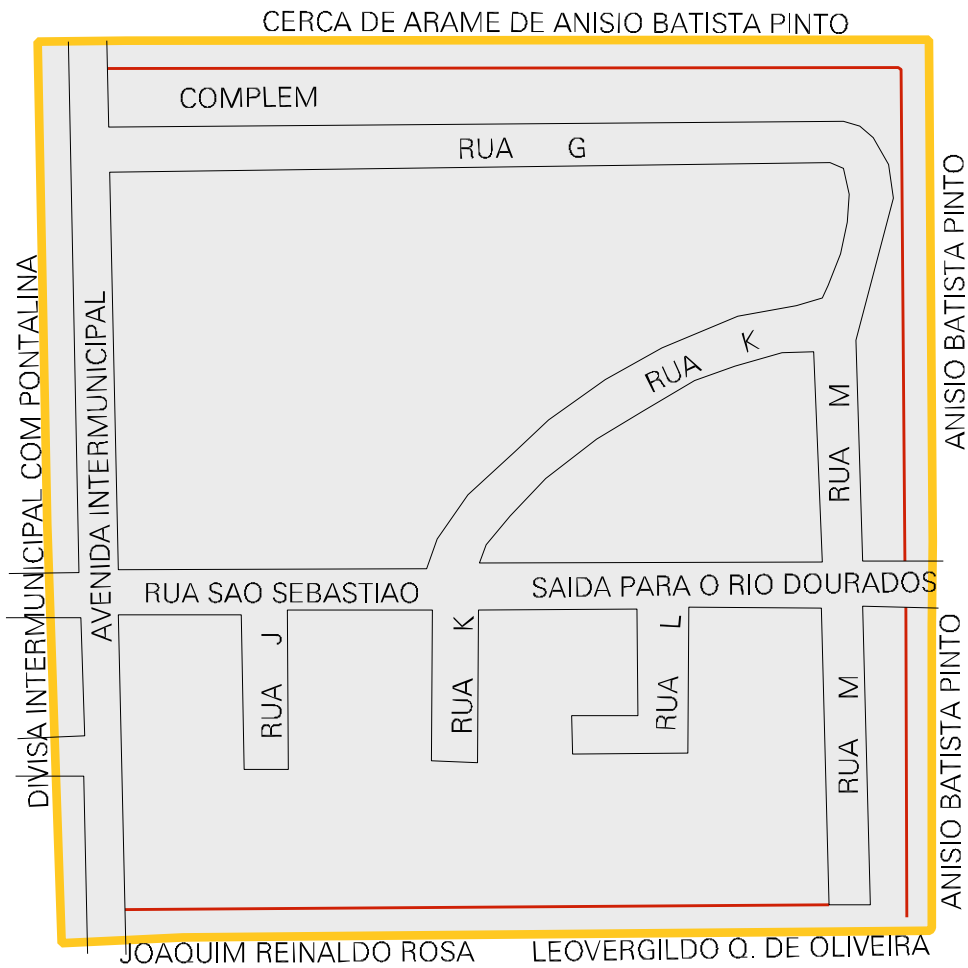 CERCA DE ARAME DE ANISIO BATISTA PINTO
COMPLEM
RUA G
ANISIO BATISTA PINTO
DIVISA INTERMUNICIPAL COM PONTALINA
AVENIDA INTERMUNICIPAL
RUA K
RUA M
RUA SAO SEBASTIAO
SAIDA PARA O RIO DOURADOS
RUA J
RUA K
RUA L
RUA M
ANISIO BATISTA PINTO
JOAQUIM REINALDO ROSA
LEOVERGILDO Q. DE OLIVEIRA